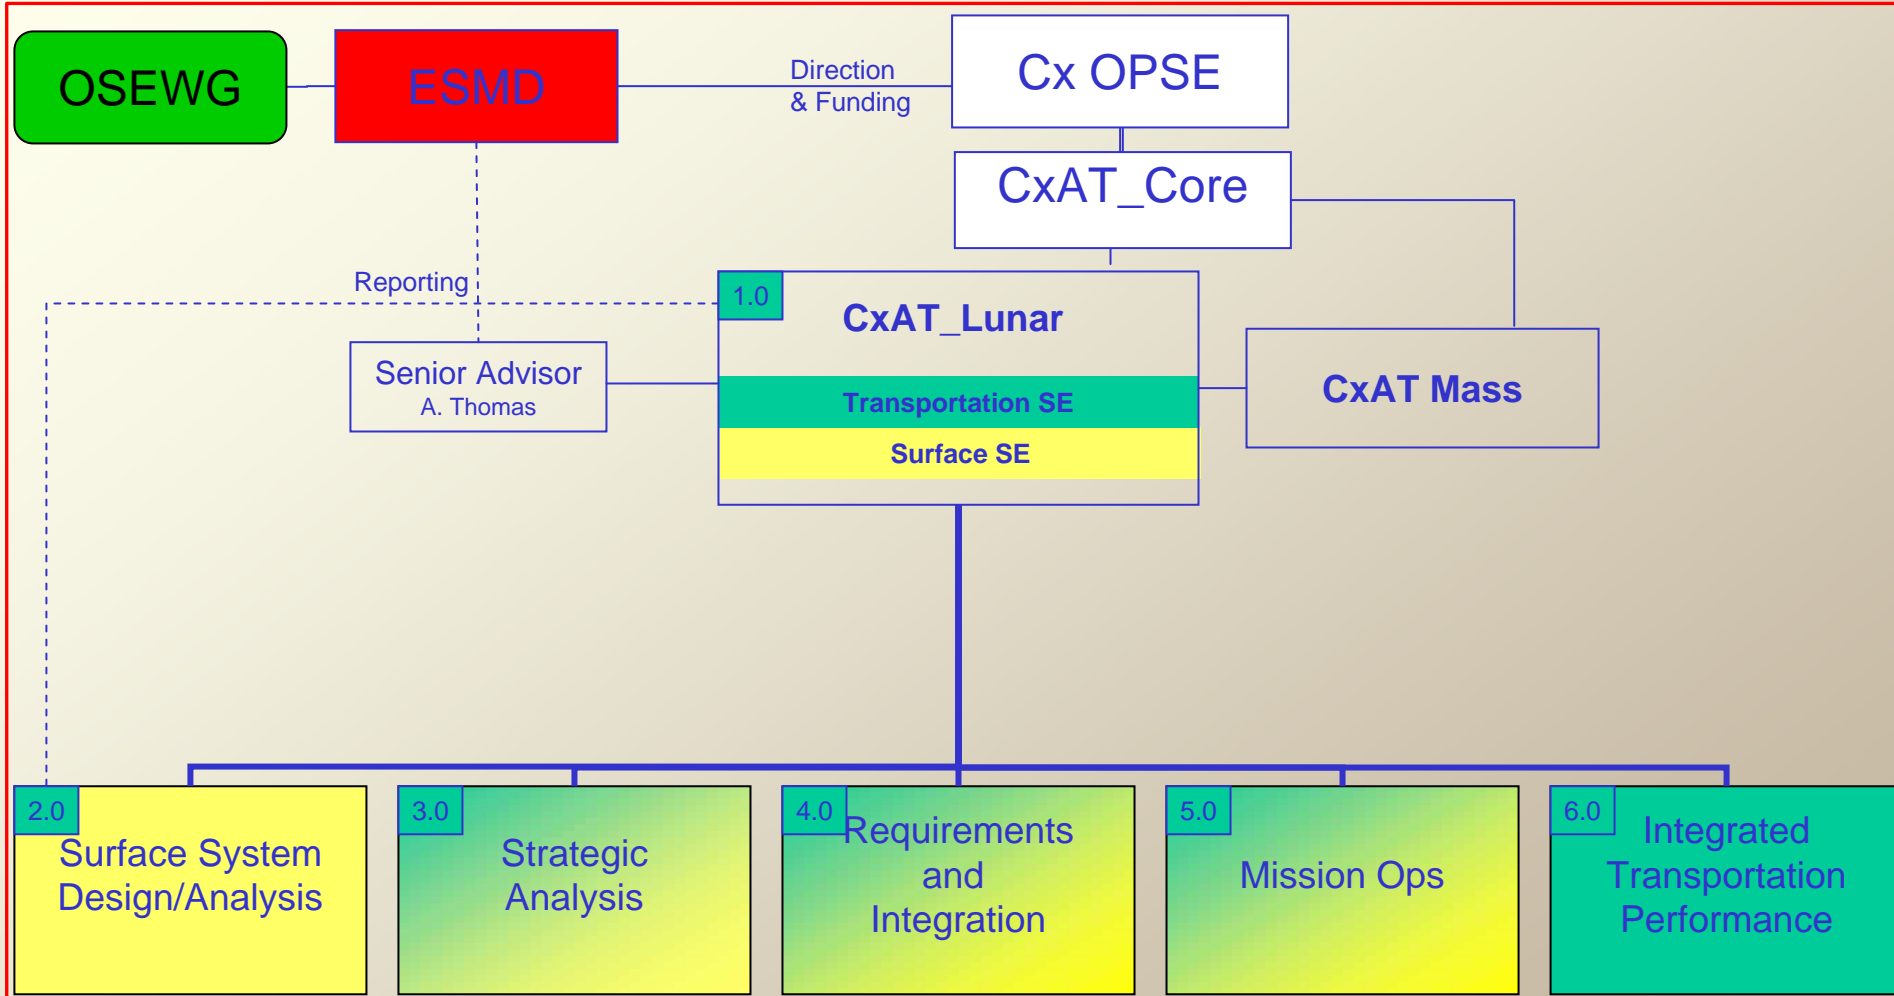 OSEWG
ESMD
Direction
& Funding
Cx OPSE
CxAT_Core
Reporting
1.0
CxAT_Lunar
Senior Advisor
A. Thomas
Transportation SE
Surface SE
CxAT Mass
2.0
Surface System
Design/Analysis
3.0
Strategic
Analysis
4.0
Requirements
and
Integration
5.0
Mission Ops
6.0
Integrated
Transportation
Performance